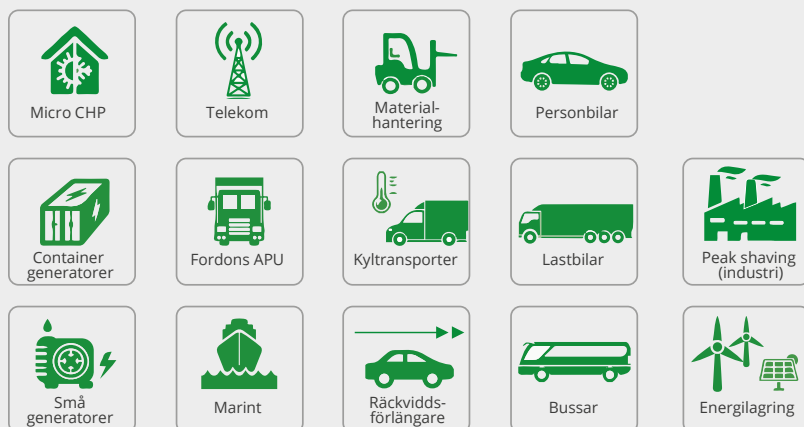 Micro CHP
Telekom
Material-
hantering
Personbilar
Container
generatorer
Fordons APU
Kyltransporter
Lastbilar
Peak shaving
(industri)
Små
generatorer
Marint
Räckvidds-
förlängare
Bussar
Energilagring